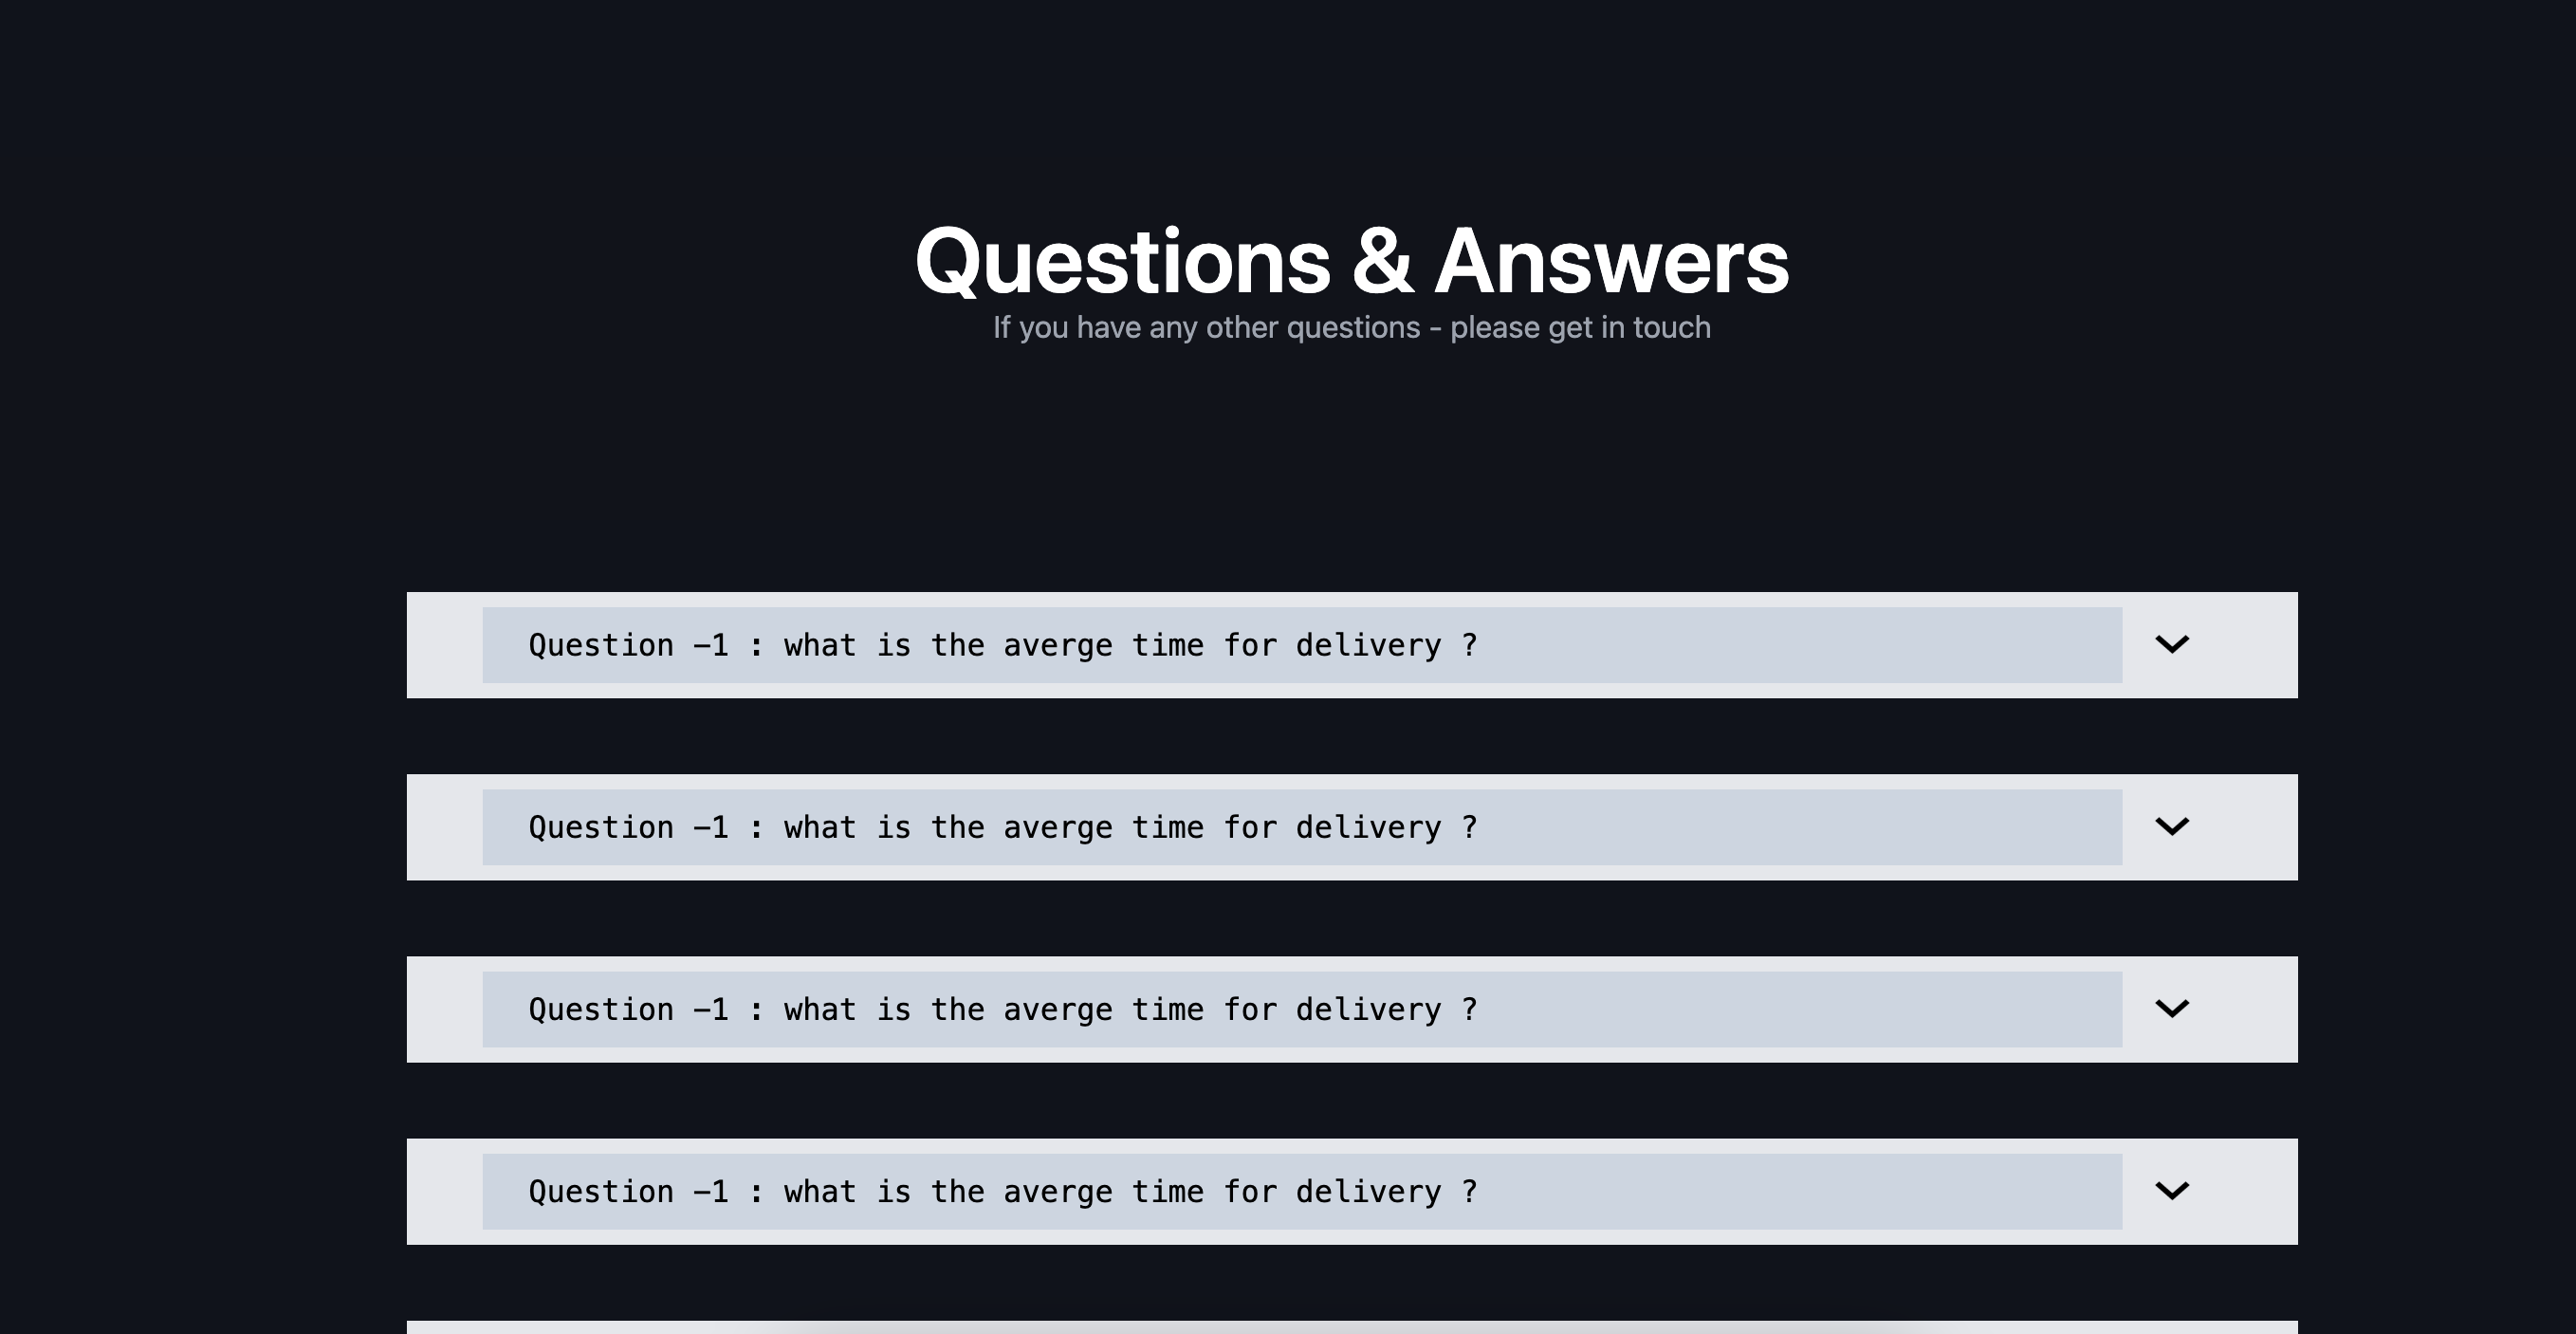 Questions & Answers
If you have any other questions - please get in touch
Question -1 : what is the averge time for delivery ?
Question -1 : what is the averge time for delivery ?
Question -1 : what is the averge time for delivery ?
Question -1 : what is the averge time for delivery ?